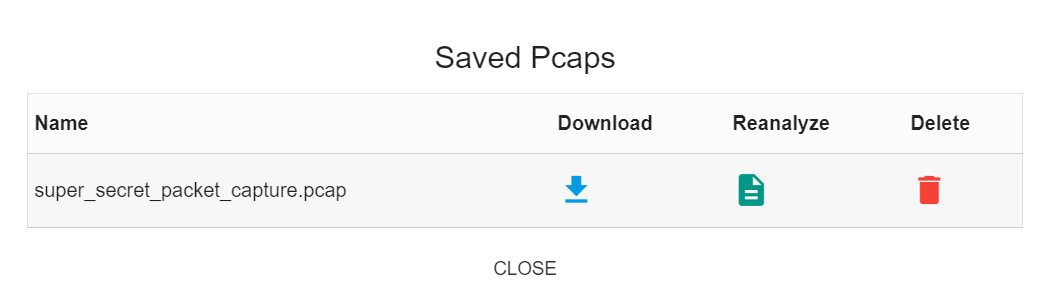 Saved Pcaps
Name Download Reanalyze Delete
super_secret_packet_capture.pcap
CLOSE